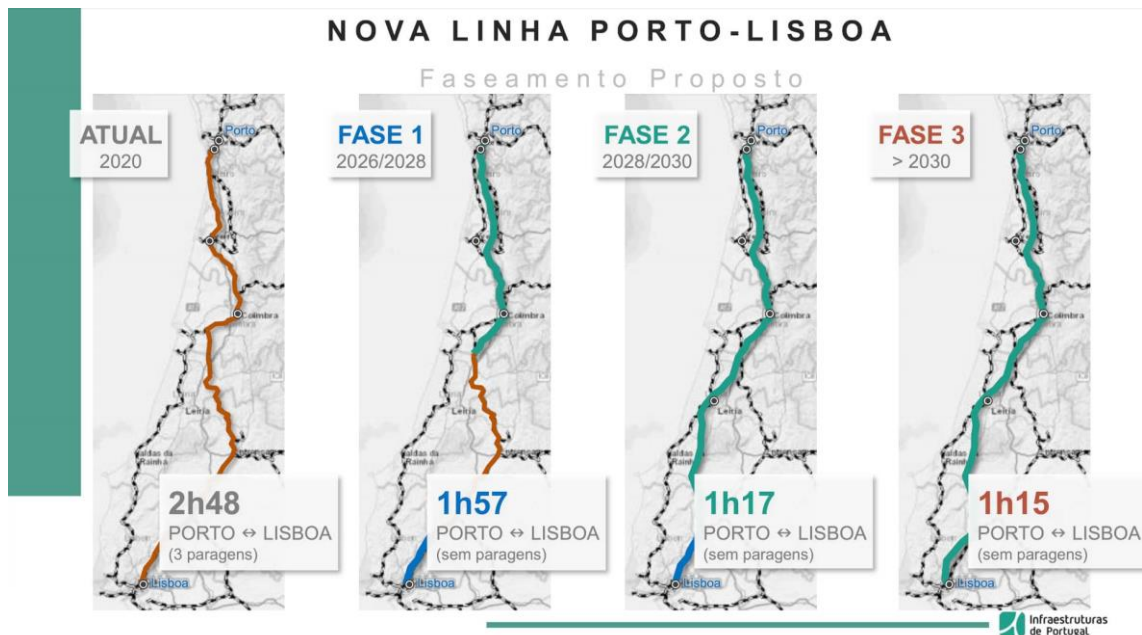 NOVA LINHA PORTO-LISBOA
Faseamento Proposto
ATUAL
2020
Porto
Coimbra
Leiria
2h48
PORTO ↔ LISBOA
(3 paragens)
Lisboa
FASE 1
2026/2028
Porto
Coimbra
Leiria
1h57
PORTO ↔ LISBOA
(sem paragens)
Lisboa
FASE 2
2028/2030
Porto
Coimbra
Leiria
1h17
PORTO ↔ LISBOA
(sem paragens)
Lisboa
FASE 3
> 2030
Porto
Coimbra
Leiria
1h15
PORTO ↔ LISBOA
(sem paragens)
Lisboa
Infraestruturas
de Portugal